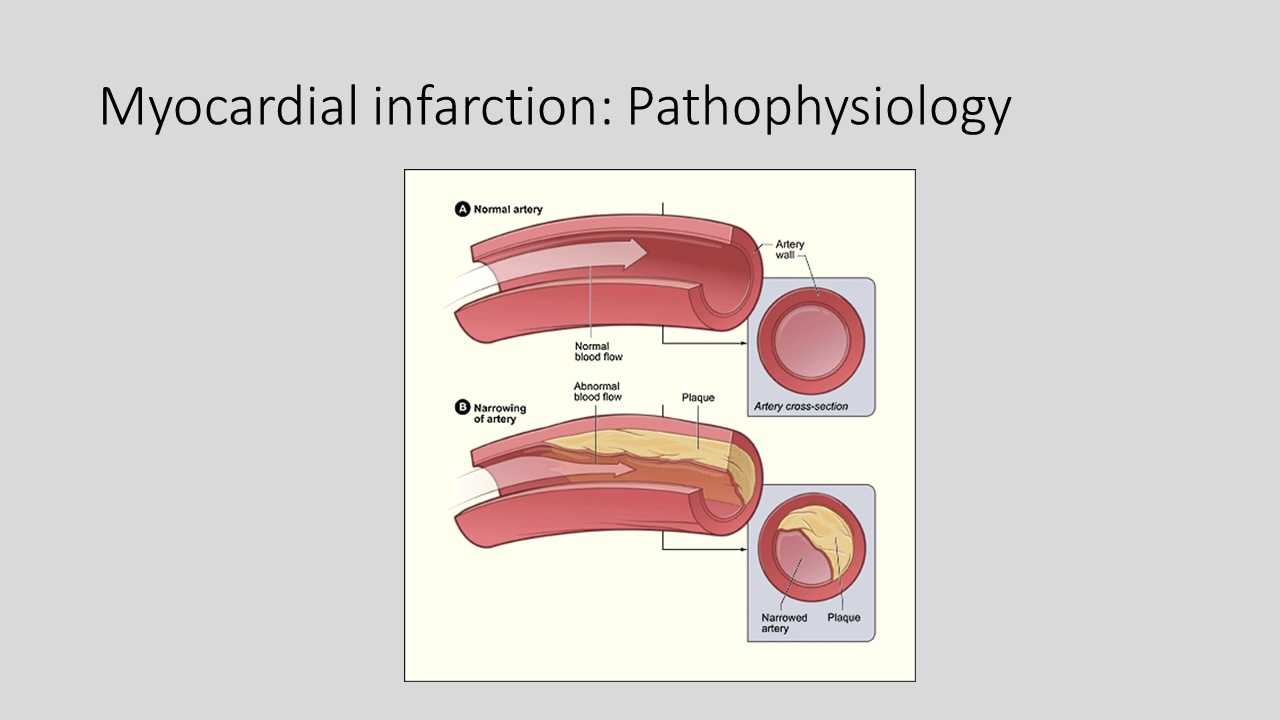 Myocardial infarction: Pathophysiology
A Normal artery
Artery
wall
Normal
blood flow
Artery cross-section
Abnormal
blood flow
Plaque
B Narrowing
of artery
Narrowed
artery
Plaque